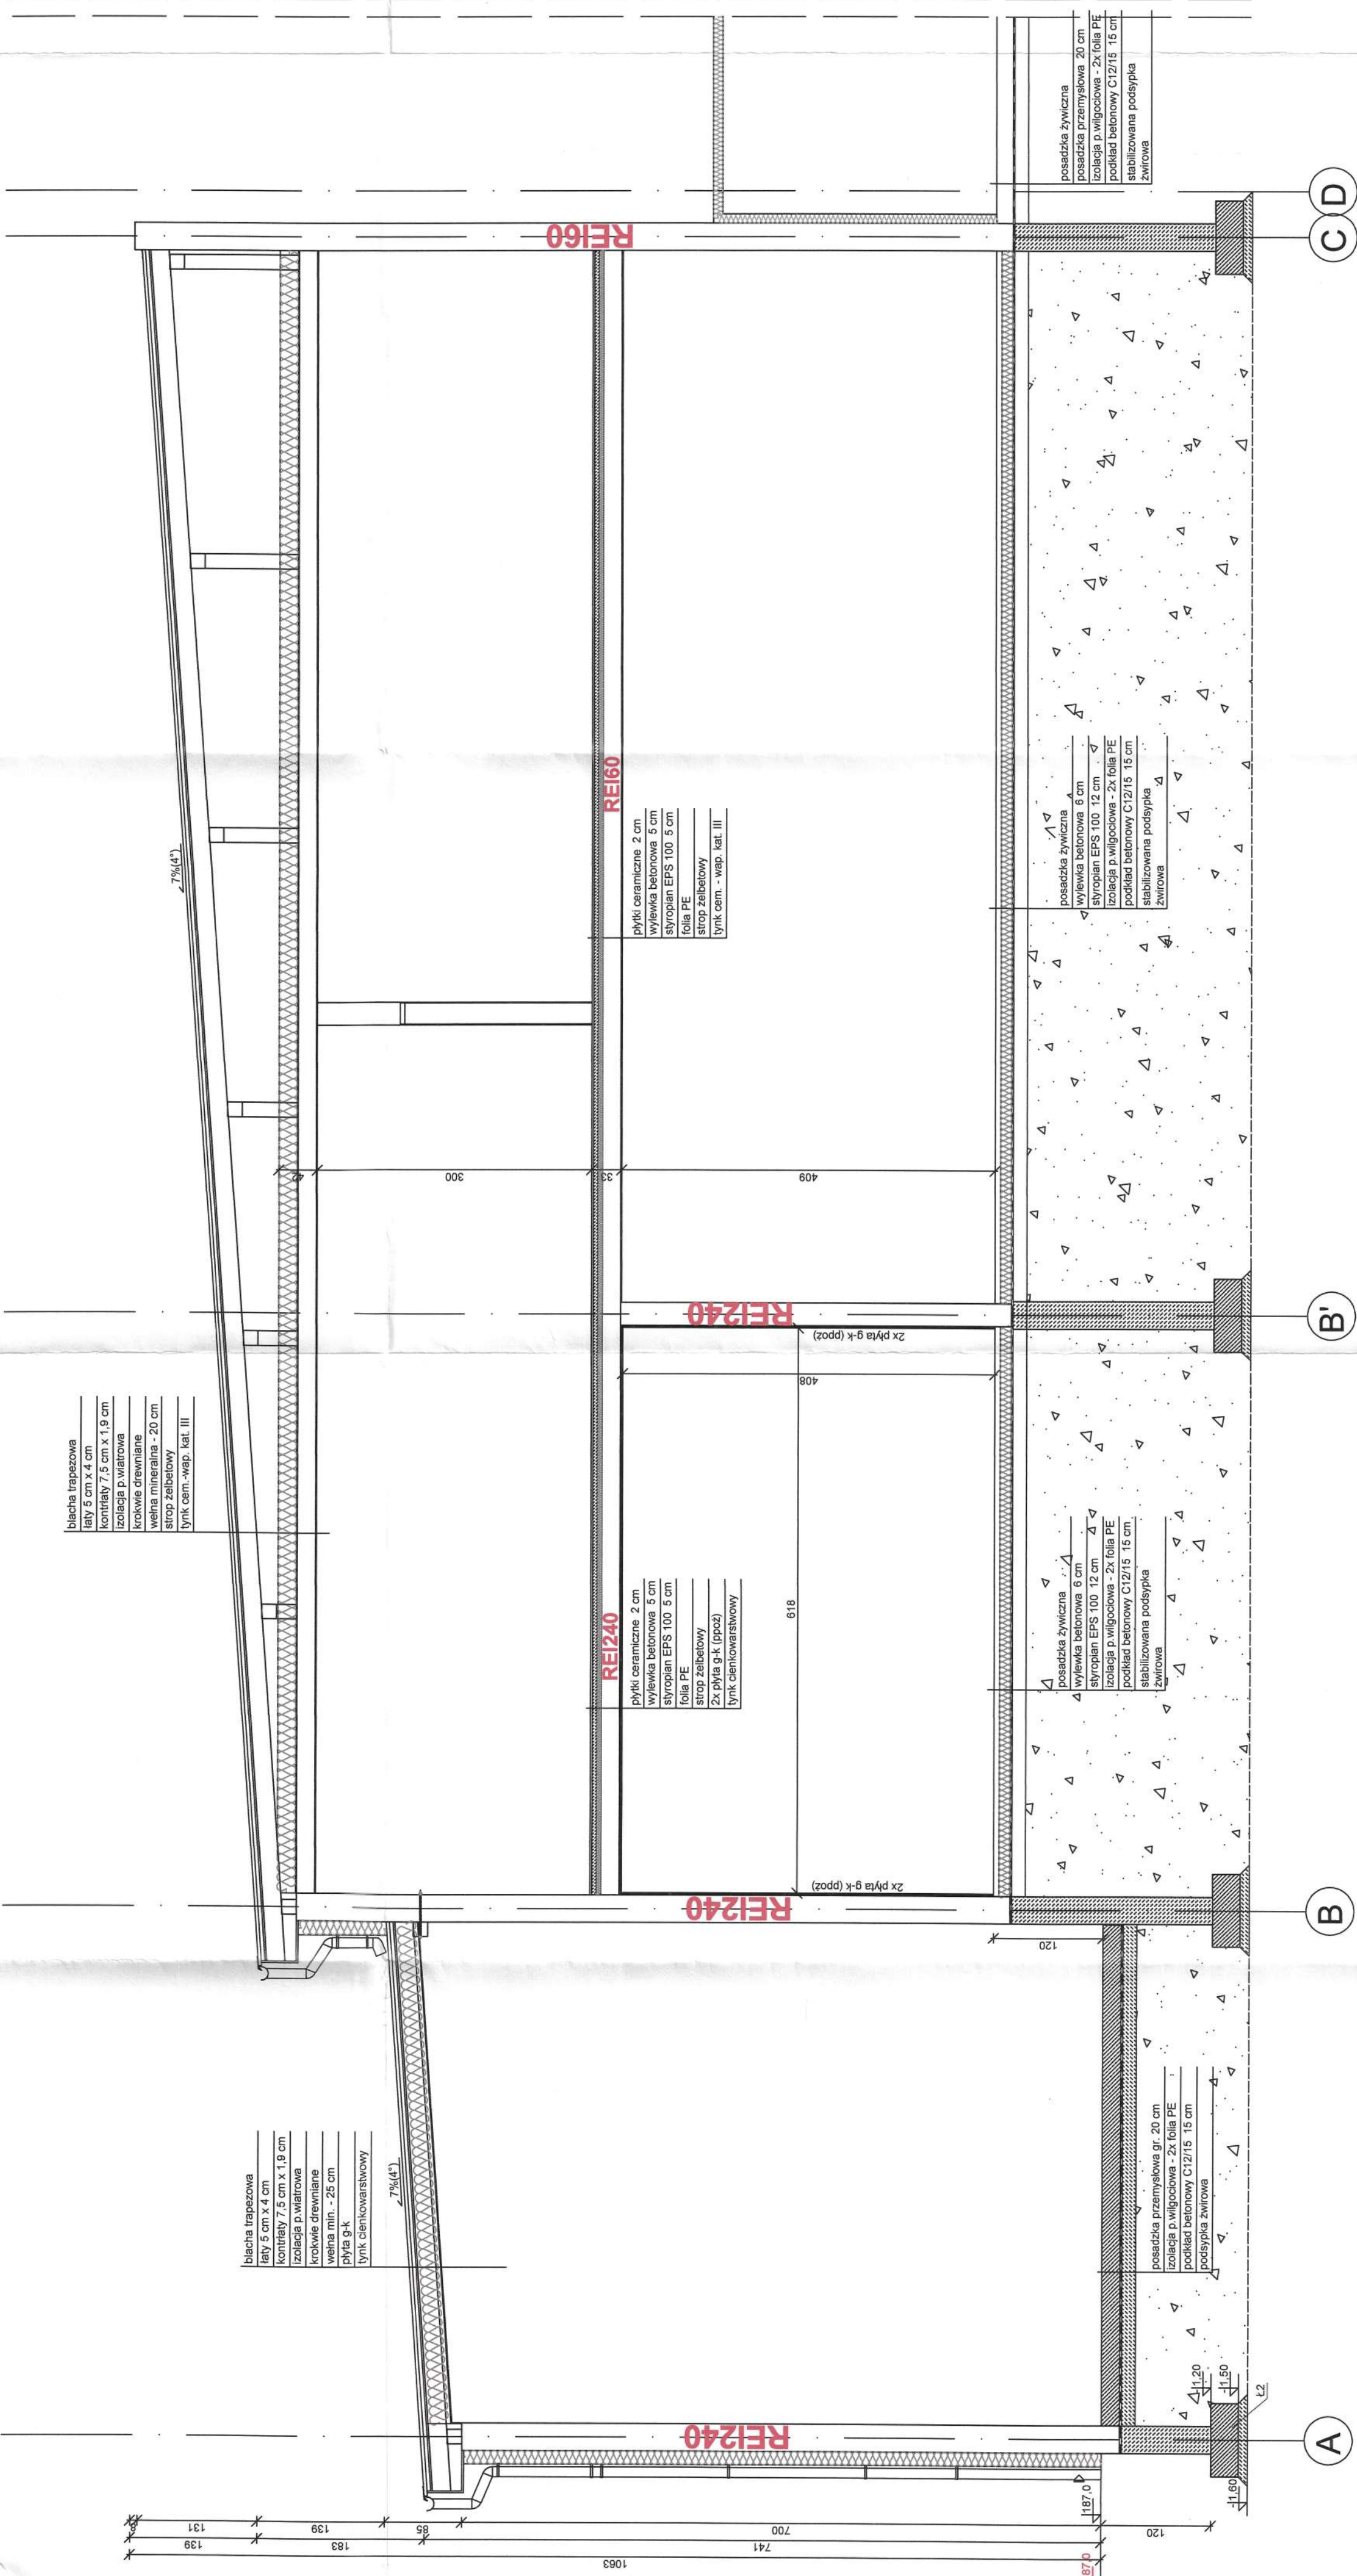 blacha trapezowa
łaty 5 cm x 4 cm
kontrłaty 7,5 cm x 1,9 cm
izolacja p.wiatrowa
krokwie drewniane
wełna min. - 25 cm
płyta g-k
tynk cienkowarstwowy
7%(4°)
blacha trapezowa
łaty 5 cm x 4 cm
kontrłaty 7,5 cm x 1,9 cm
izolacja p.wiatrowa
krokwie drewniane
wełna mineralna - 20 cm
strop żelbetowy
tynk cem.-wap. kat. III
7%(4°)
REI240
płytki ceramiczne 2 cm
wylewka betonowa 5 cm
styropian EPS 100 5 cm
folia PE
strop żelbetowy
2x płyta g-k (ppoż)
tynk cienkowarstwowy
REI60
płytki ceramiczne 2 cm
wylewka betonowa 5 cm
styropian EPS 100 5 cm
folia PE
strop żelbetowy
tynk cem. - wap. kat. III
REI60
REI240
REI240
REI240
2x płyta g-k (ppoż)
2x płyta g-k (ppoż)
618
408
42
300
33
409
120
posadzka przemysłowa gr. 20 cm
izolacja p.wilgociowa - 2x folia PE
podkład betonowy C12/15 15 cm
podsypka żwirowa
posadzka żywiczna
wylewka betonowa 6 cm
styropian EPS 100 12 cm
izolacja p.wilgociowa - 2x folia PE
podkład betonowy C12/15 15 cm
stabilizowana podsypka
żwirowa
posadzka żywiczna
wylewka betonowa 6 cm
styropian EPS 100 12 cm
izolacja p.wilgociowa - 2x folia PE
podkład betonowy C12/15 15 cm
stabilizowana podsypka
żwirowa
posadzka żywiczna
posadzka przemysłowa 20 cm
izolacja p.wilgociowa - 2x folia PE
podkład betonowy C12/15 15 cm
stabilizowana podsypka
żwirowa
131
139
85
700
120
139
183
741
1063
187,0
87,0
-1,20
-1,50
-1,60
Ł2
A
B
B'
C
D